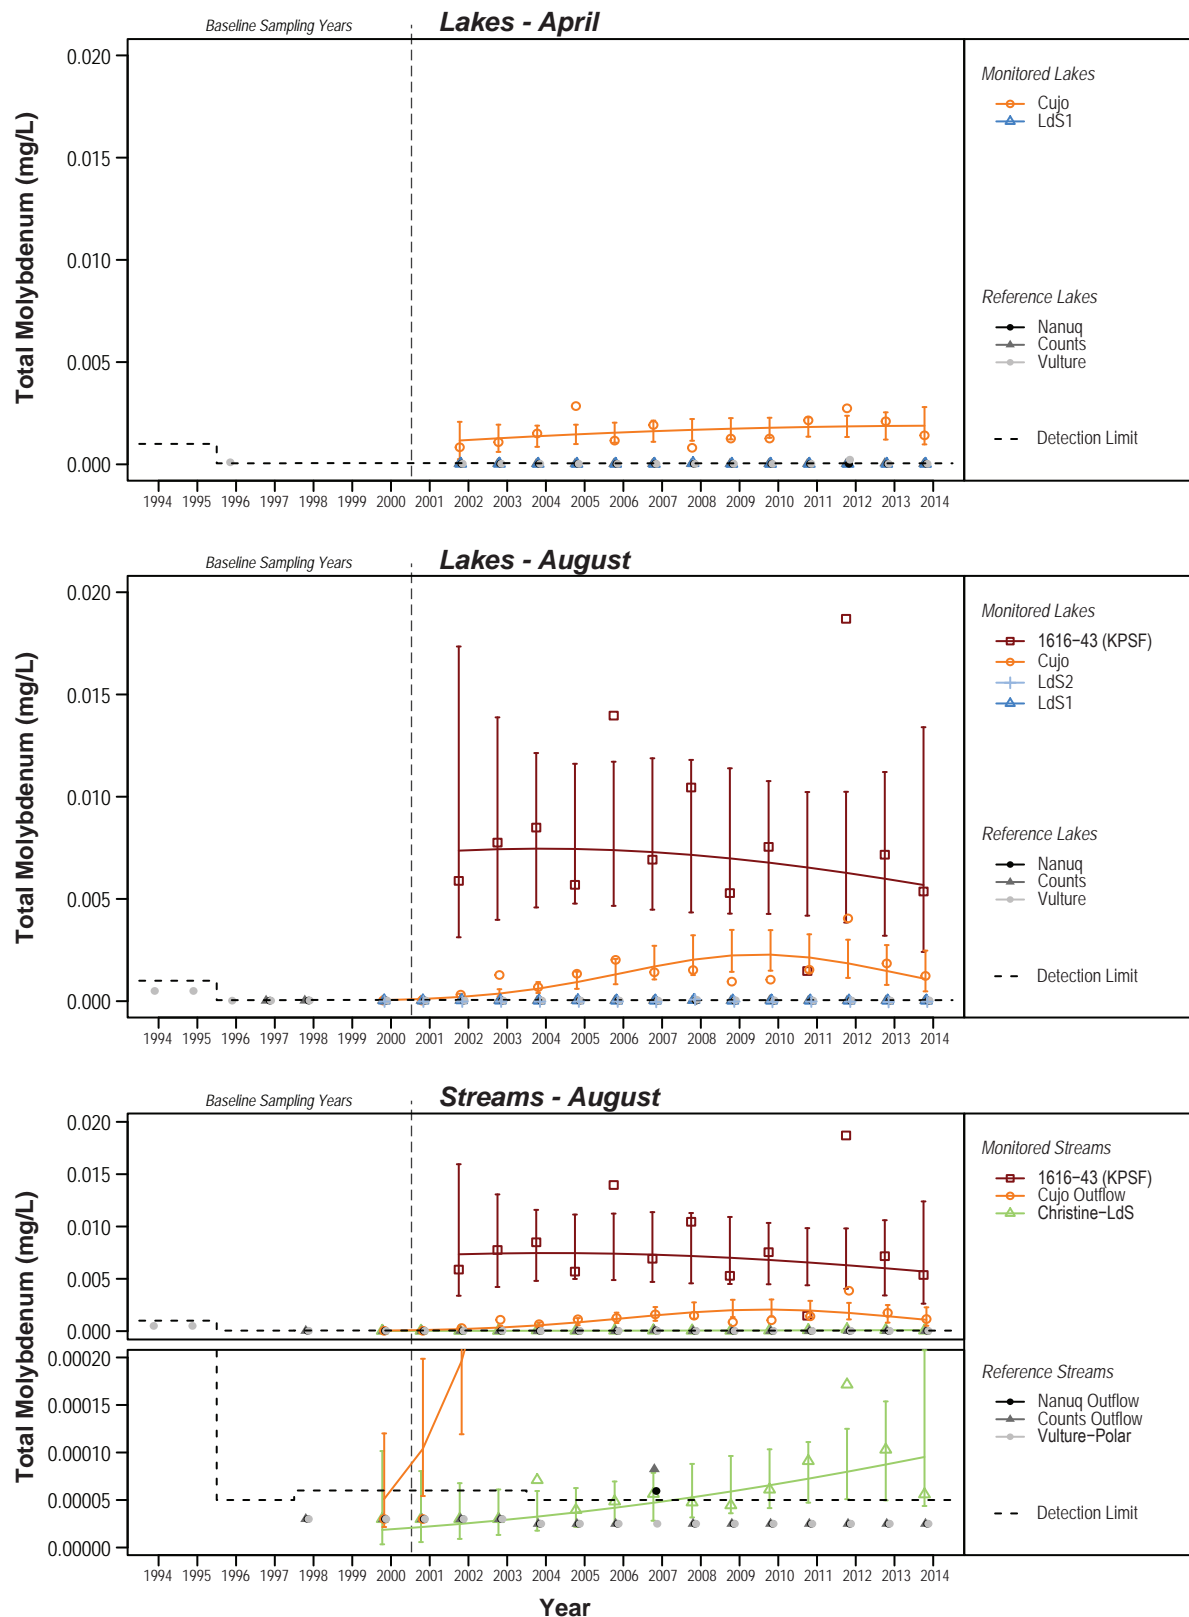 Baseline Sampling Years
Lakes - April
Total Molybdenum (mg/L)
0.020
0.015
0.010
0.005
0.000
1994 1995 1996 1997 1998 1999 2000 2001 2002 2003 2004 2005 2006 2007 2008 2009 2010 2011 2012 2013 2014
Monitored Lakes
Cujo
LdS1
Reference Lakes
Nanuq
Counts
Vulture
Detection Limit
Baseline Sampling Years
Lakes - August
Total Molybdenum (mg/L)
0.020
0.015
0.010
0.005
0.000
1994 1995 1996 1997 1998 1999 2000 2001 2002 2003 2004 2005 2006 2007 2008 2009 2010 2011 2012 2013 2014
Monitored Lakes
1616−43 (KPSF)
Cujo
LdS2
LdS1
Reference Lakes
Nanuq
Counts
Vulture
Detection Limit
Baseline Sampling Years
Streams - August
Total Molybdenum (mg/L)
0.020
0.015
0.010
0.005
0.000
0.00020
0.00015
0.00010
0.00005
0.00000
1994 1995 1996 1997 1998 1999 2000 2001 2002 2003 2004 2005 2006 2007 2008 2009 2010 2011 2012 2013 2014
Year
Monitored Streams
1616−43 (KPSF)
Cujo Outflow
Christine−LdS
Reference Streams
Nanuq Outflow
Counts Outflow
Vulture−Polar
Detection Limit